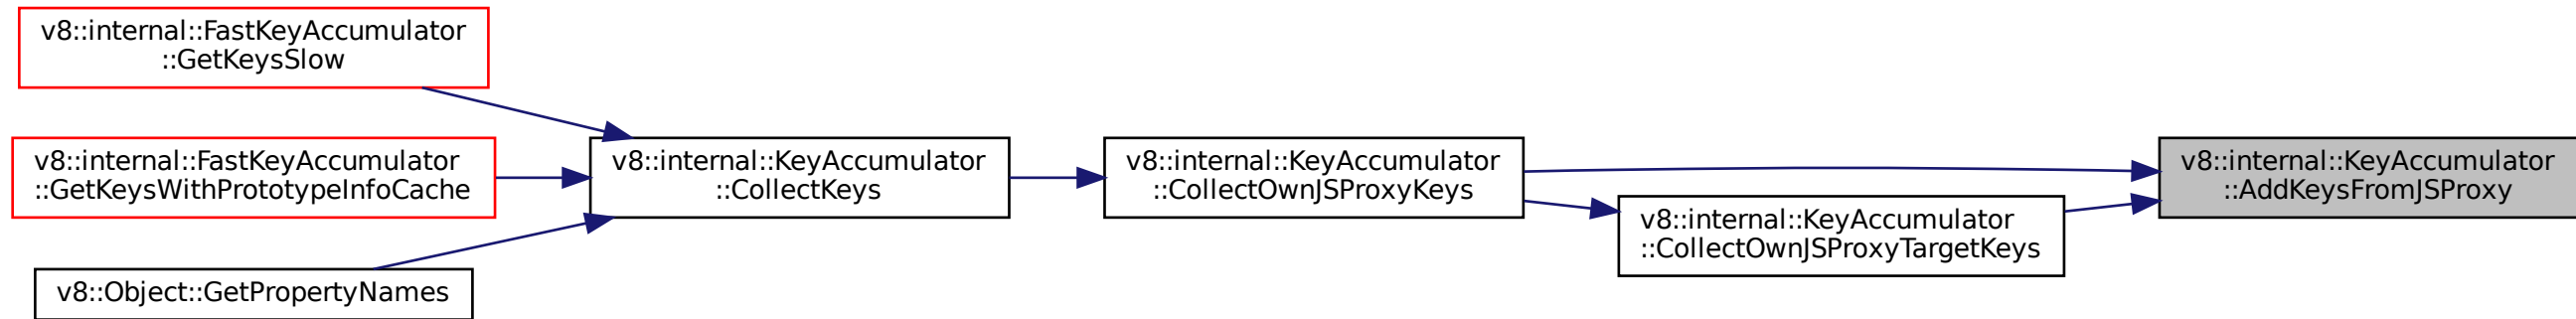 v8::internal::FastKeyAccumulator
::GetKeysSlow
v8::internal::FastKeyAccumulator
::GetKeysWithPrototypeInfoCache
v8::Object::GetPropertyNames
v8::internal::KeyAccumulator
::CollectKeys
v8::internal::KeyAccumulator
::CollectOwnJSProxyKeys
v8::internal::KeyAccumulator
::CollectOwnJSProxyTargetKeys
v8::internal::KeyAccumulator
::AddKeysFromJSProxy